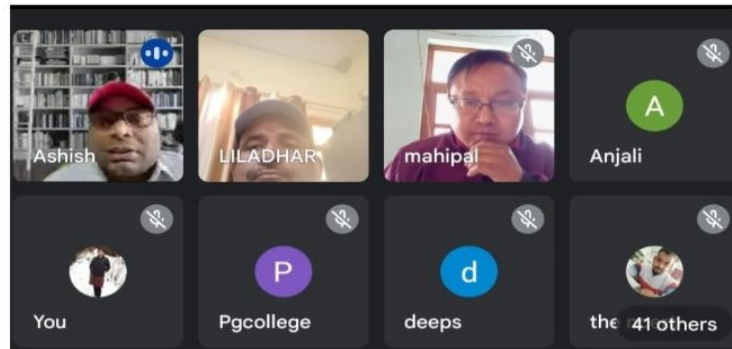 Ashish
LILADHAR
mahipal
A
Anjali
You
P
Pgcollege
d
deeps
the
41 others